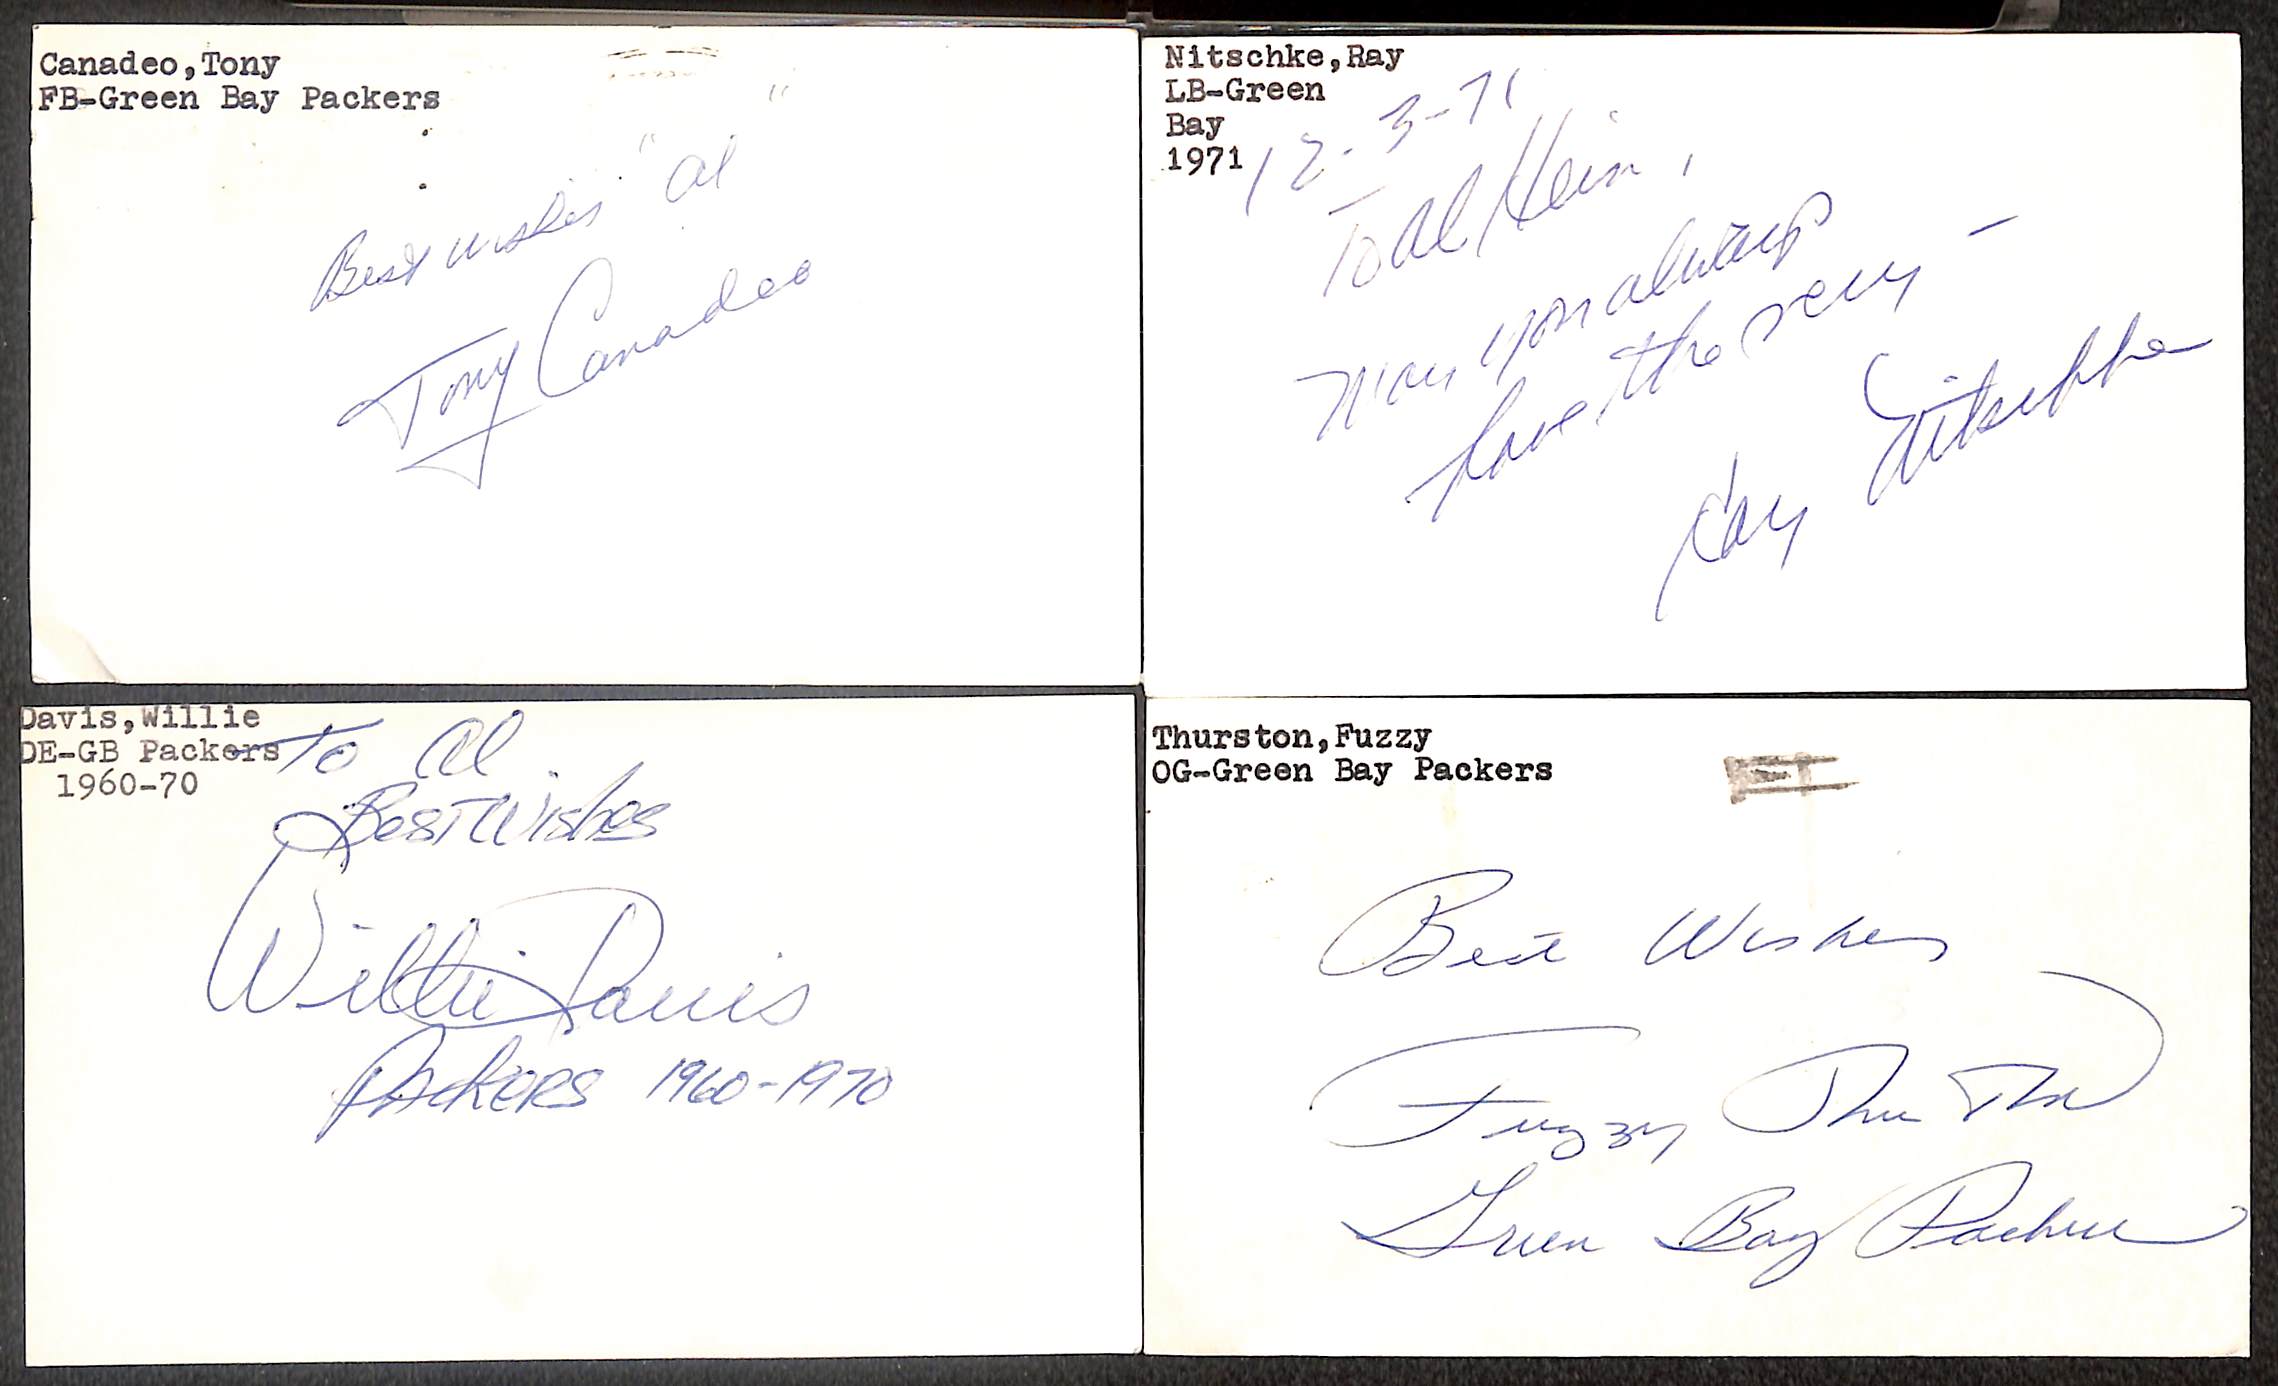 Canadeo,Tony
FB-Green Bay Packers
Best wishes "Al"
Tony Canadeo
Nitschke,Ray
LB-Green
Bay
1971
12-3-71
To Al Hein,
May you always
have the very -
Ray Nitschke
Davis,Willie
DE-GB Packers
1960-70
To Al
Best Wishes
Willie Davis
Packers 1960-1970
Thurston,Fuzzy
OG-Green Bay Packers
Best Wishes
Fuzzy Thurston
Green Bay Packers